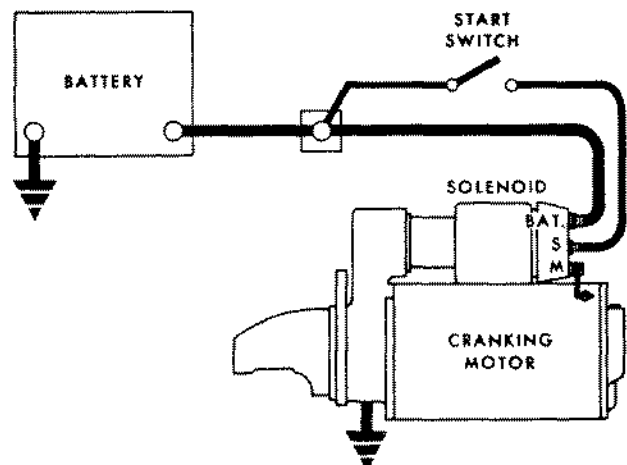 START
SWITCH
BATTERY
SOLENOID
BAT.
S
M
CRANKING
MOTOR